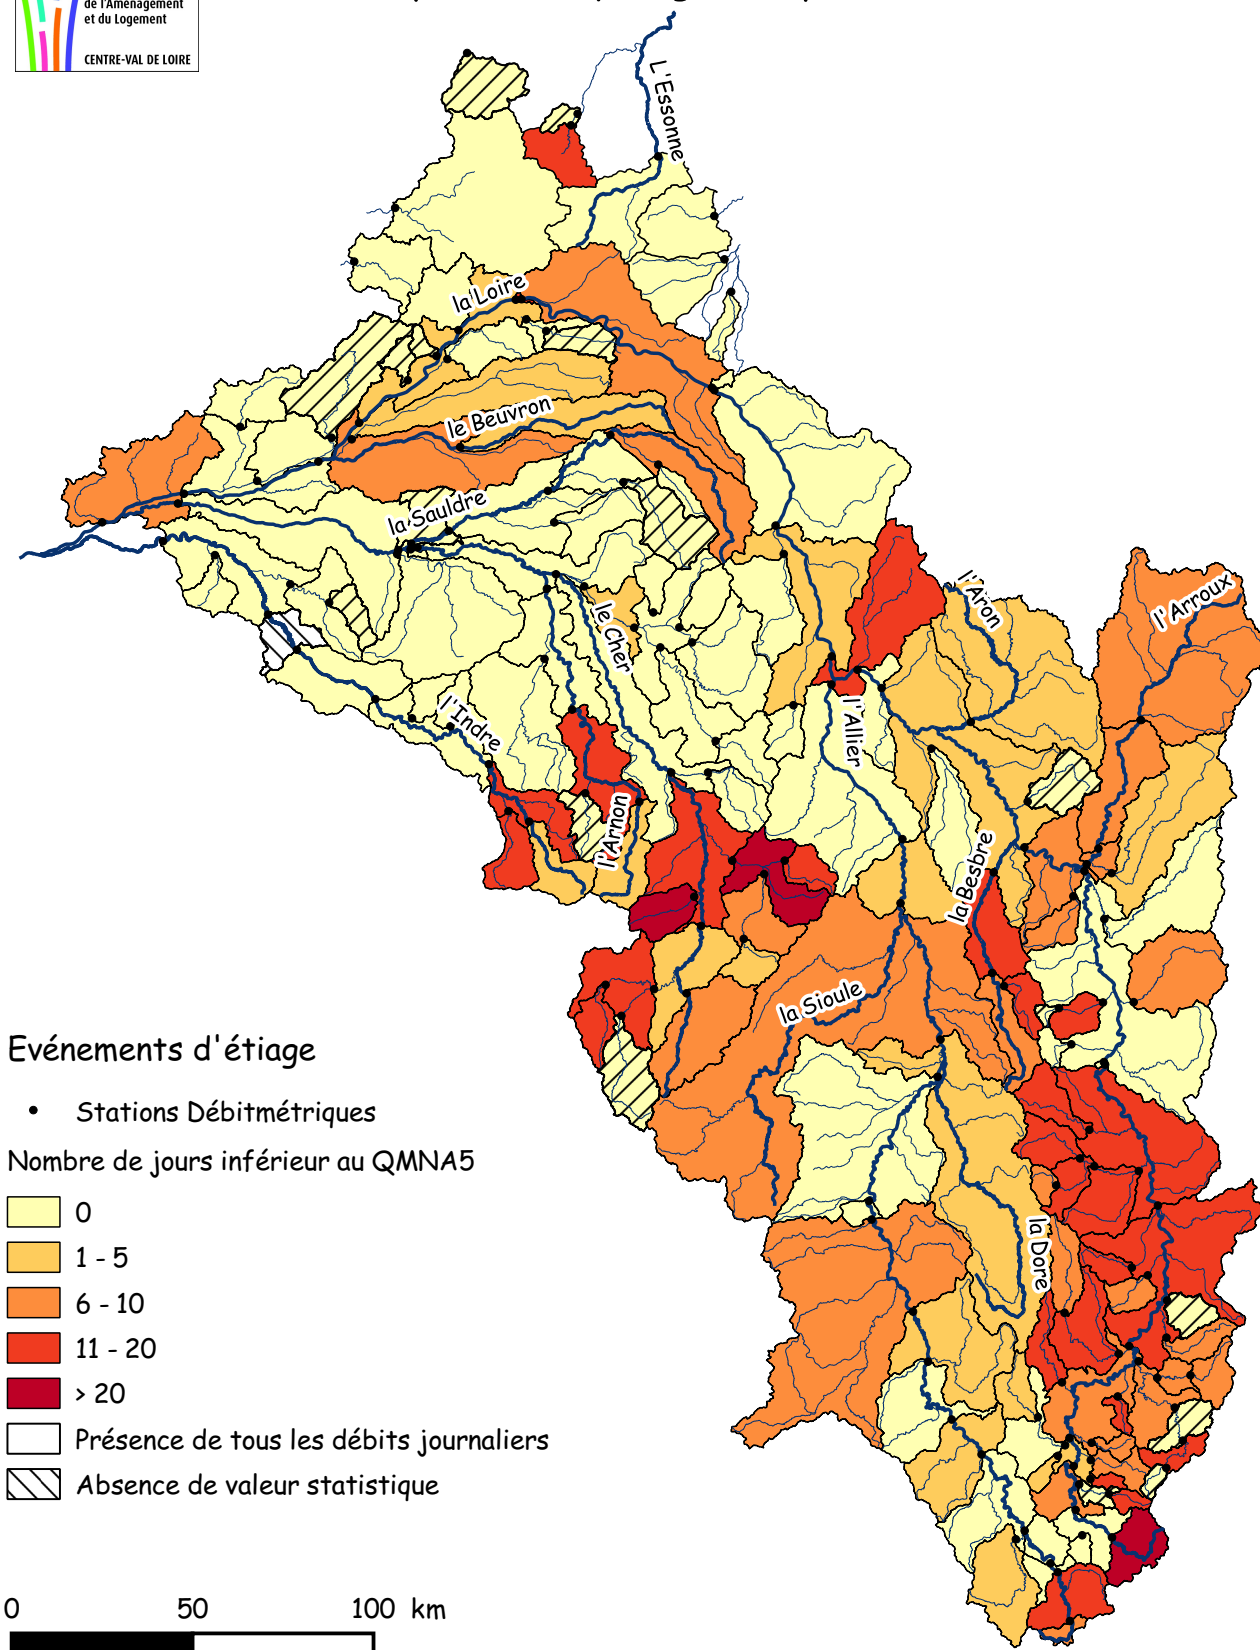 de l'Aménagement
et du Logement
CENTRE-VAL DE LOIRE
L'Essonne
la Loire
le Beuvron
la Sauldre
l'Aron
l'Arroux
le Cher
l'Indre
l'Allier
l'Arnon
la Besbre
la Sioule
la Dore
Evénements d'étiage
Stations Débitmétriques
Nombre de jours inférieur au QMNA5
0
1 - 5
6 - 10
11 - 20
> 20
Présence de tous les débits journaliers
Absence de valeur statistique
0 50 100 km